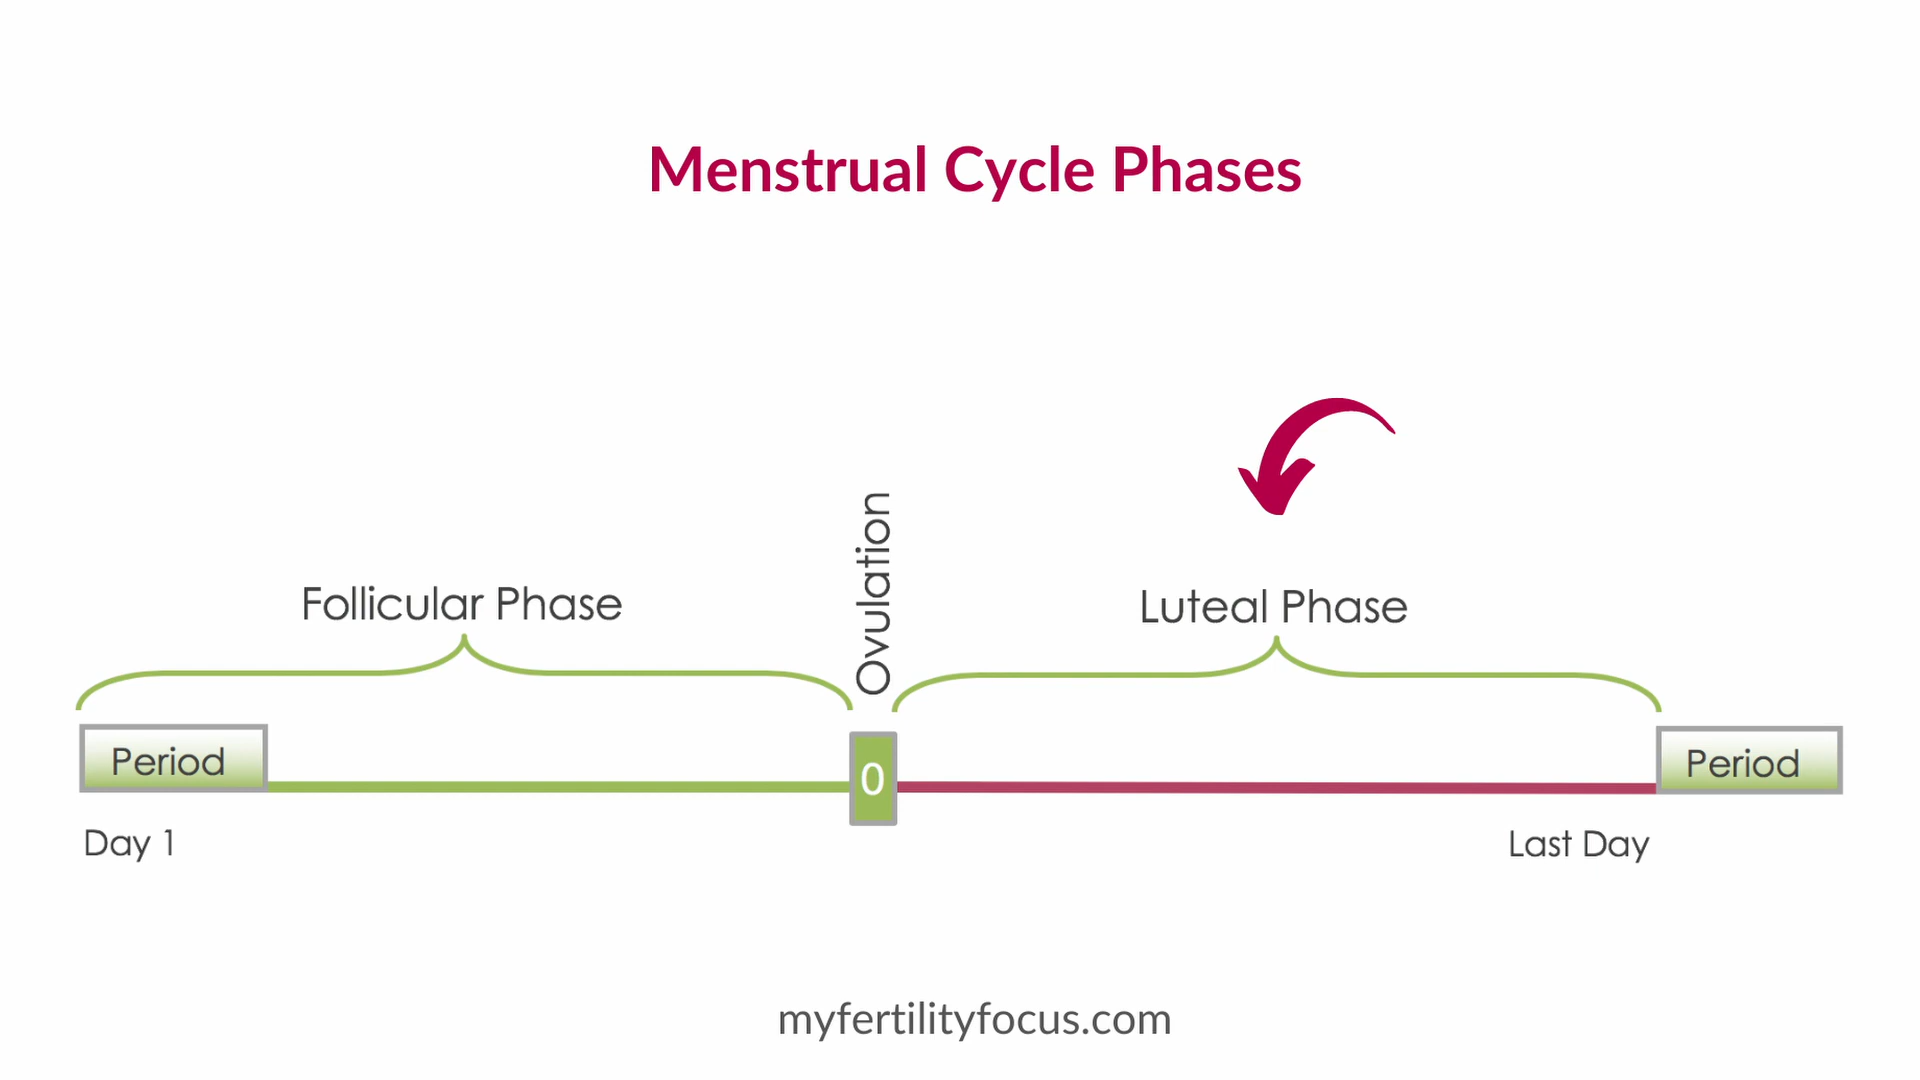 Menstrual Cycle Phases
Ovulation
Follicular Phase
Luteal Phase
Period
0
Period
Day 1
Last Day
myfertilityfocus.com